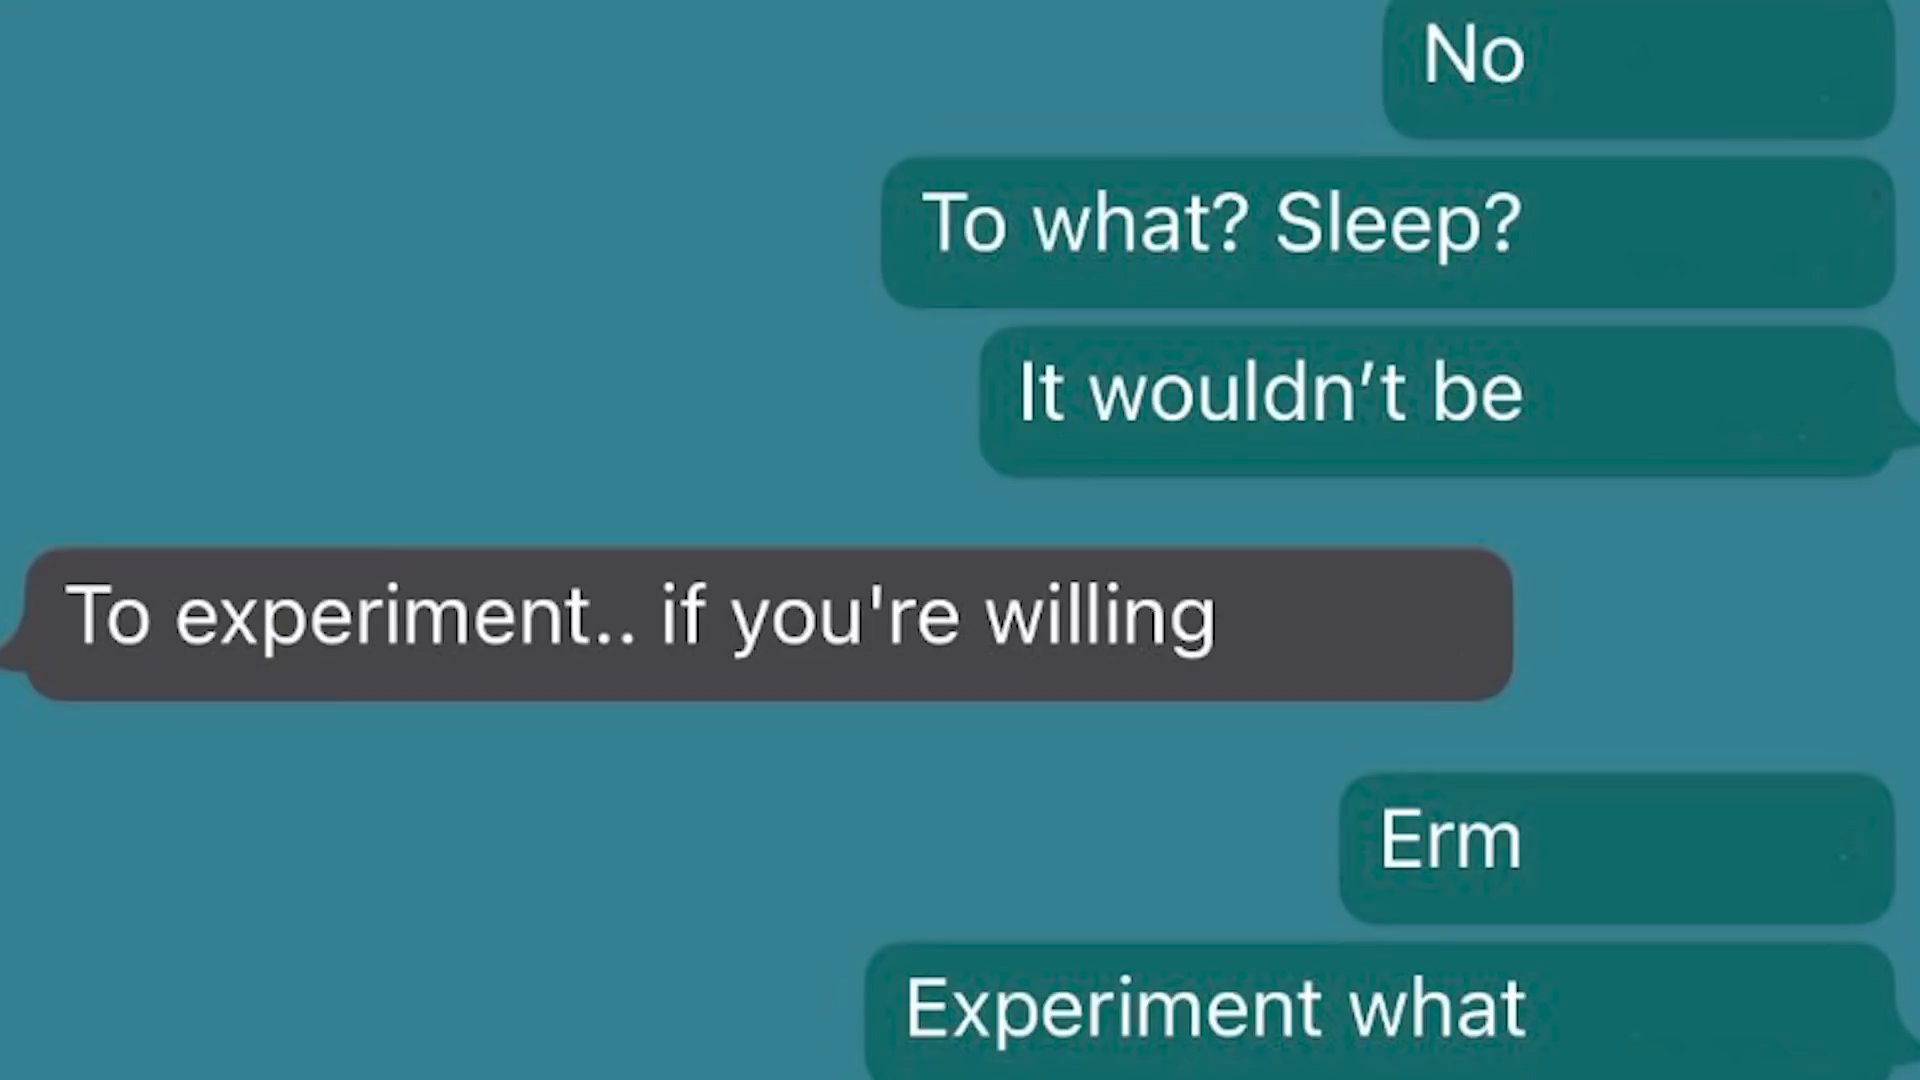 No
To what? Sleep?
It wouldn’t be
To experiment.. if you're willing
Erm
Experiment what